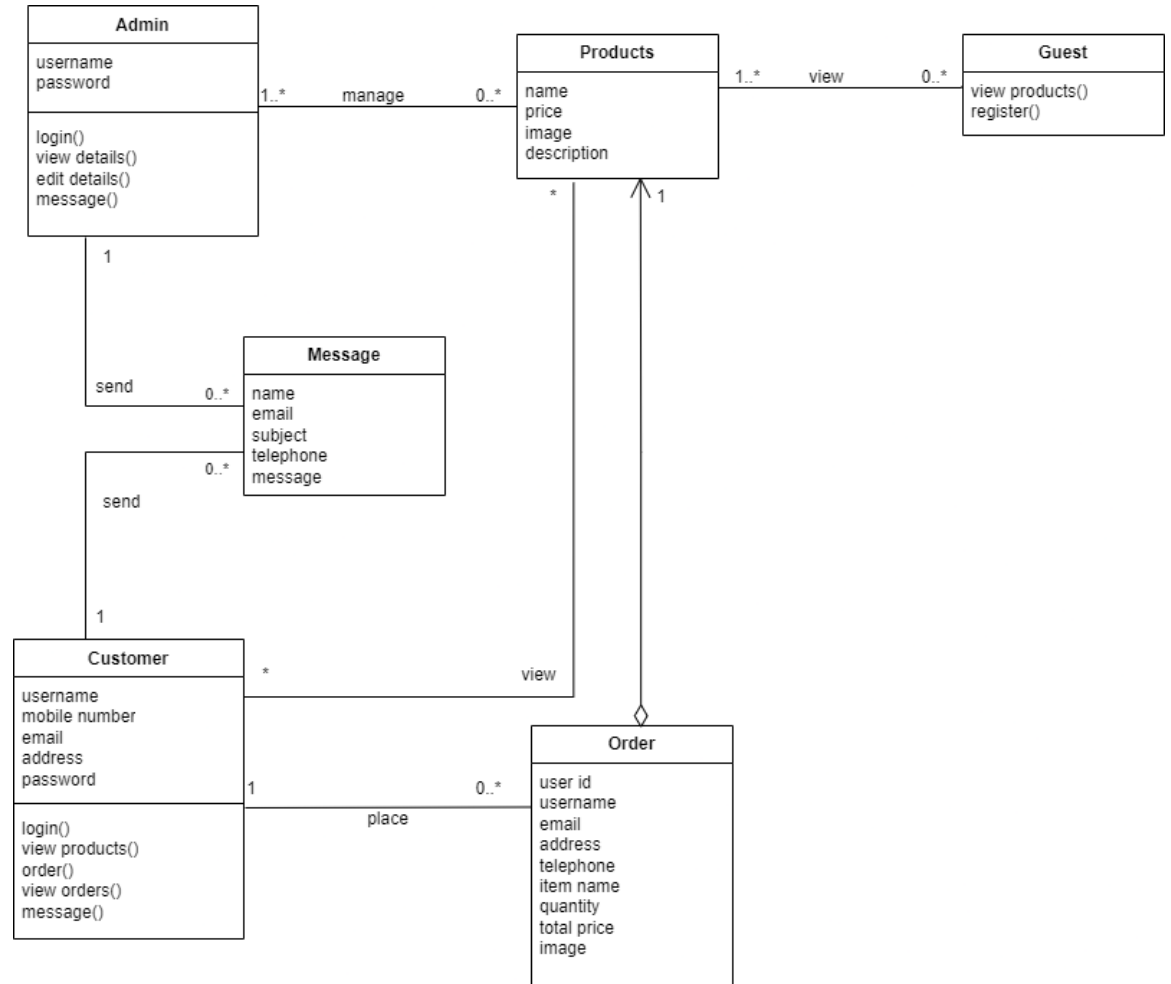 Admin
username
password
login()
view details()
edit details()
message()
1..*
manage
0..*
Products
name
price
image
description
1..*
view
0..*
Guest
view products()
register()
*
1
1
send
0..*
Message
name
email
subject
telephone
message
0..*
send
1
Customer
username
mobile number
email
address
password
login()
view products()
order()
view orders()
message()
*
view
1
place
0..*
Order
user id
username
email
address
telephone
item name
quantity
total price
image